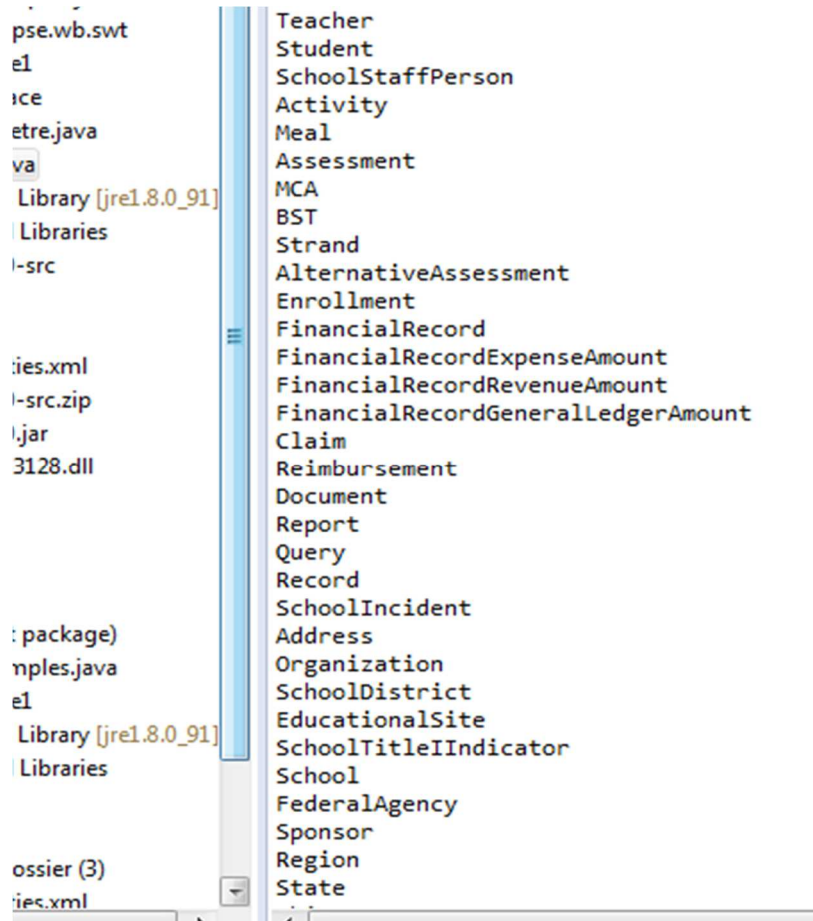 pse.wb.swt
e1
ace
etre.java
va
Library [jre1.8.0_91]
Libraries
-src
ies.xml
-src.zip
.jar
3128.dll
package)
mples.java
e1
Library [jre1.8.0_91]
Libraries
ossier (3)
ies.xml
Teacher
Student
SchoolStaffPerson
Activity
Meal
Assessment
MCA
BST
Strand
AlternativeAssessment
Enrollment
FinancialRecord
FinancialRecordExpenseAmount
FinancialRecordRevenueAmount
FinancialRecordGeneralLedgerAmount
Claim
Reimbursement
Document
Report
Query
Record
SchoolIncident
Address
Organization
SchoolDistrict
EducationalSite
SchoolTitleIIndicator
School
FederalAgency
Sponsor
Region
State